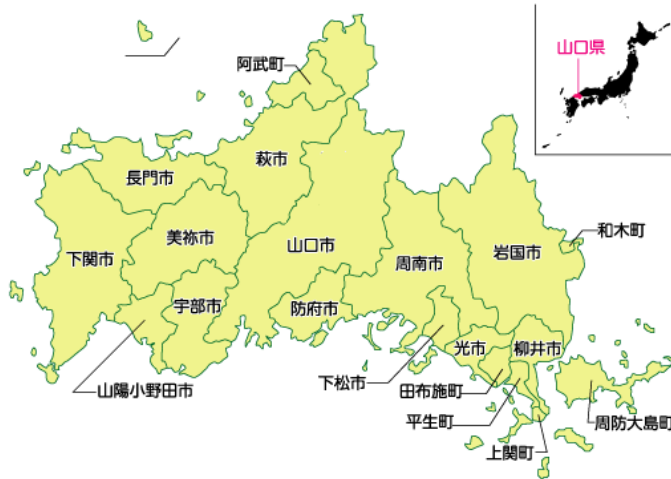 山口県
阿武町
萩市
長門市
和木町
美祢市
山口市
岩国市
下関市
周南市
宇部市
防府市
光市
柳井市
下松市
山陽小野田市
田布施町
平生町
周防大島町
上関町